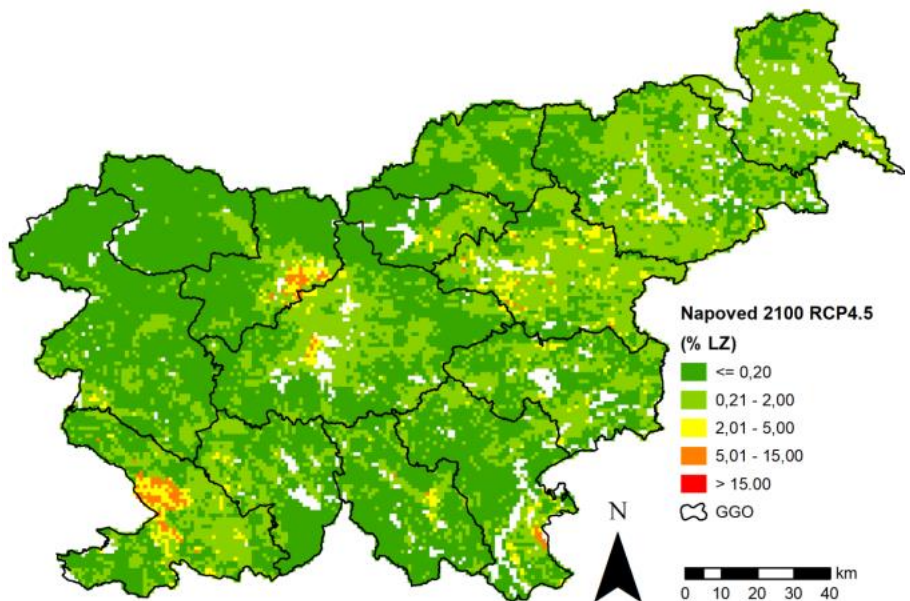 Napoved 2100 RCP4.5
(% LZ)
<= 0,20
0,21 - 2,00
2,01 - 5,00
5,01 - 15,00
> 15.00
GGO
N
km
0 10 20 30 40